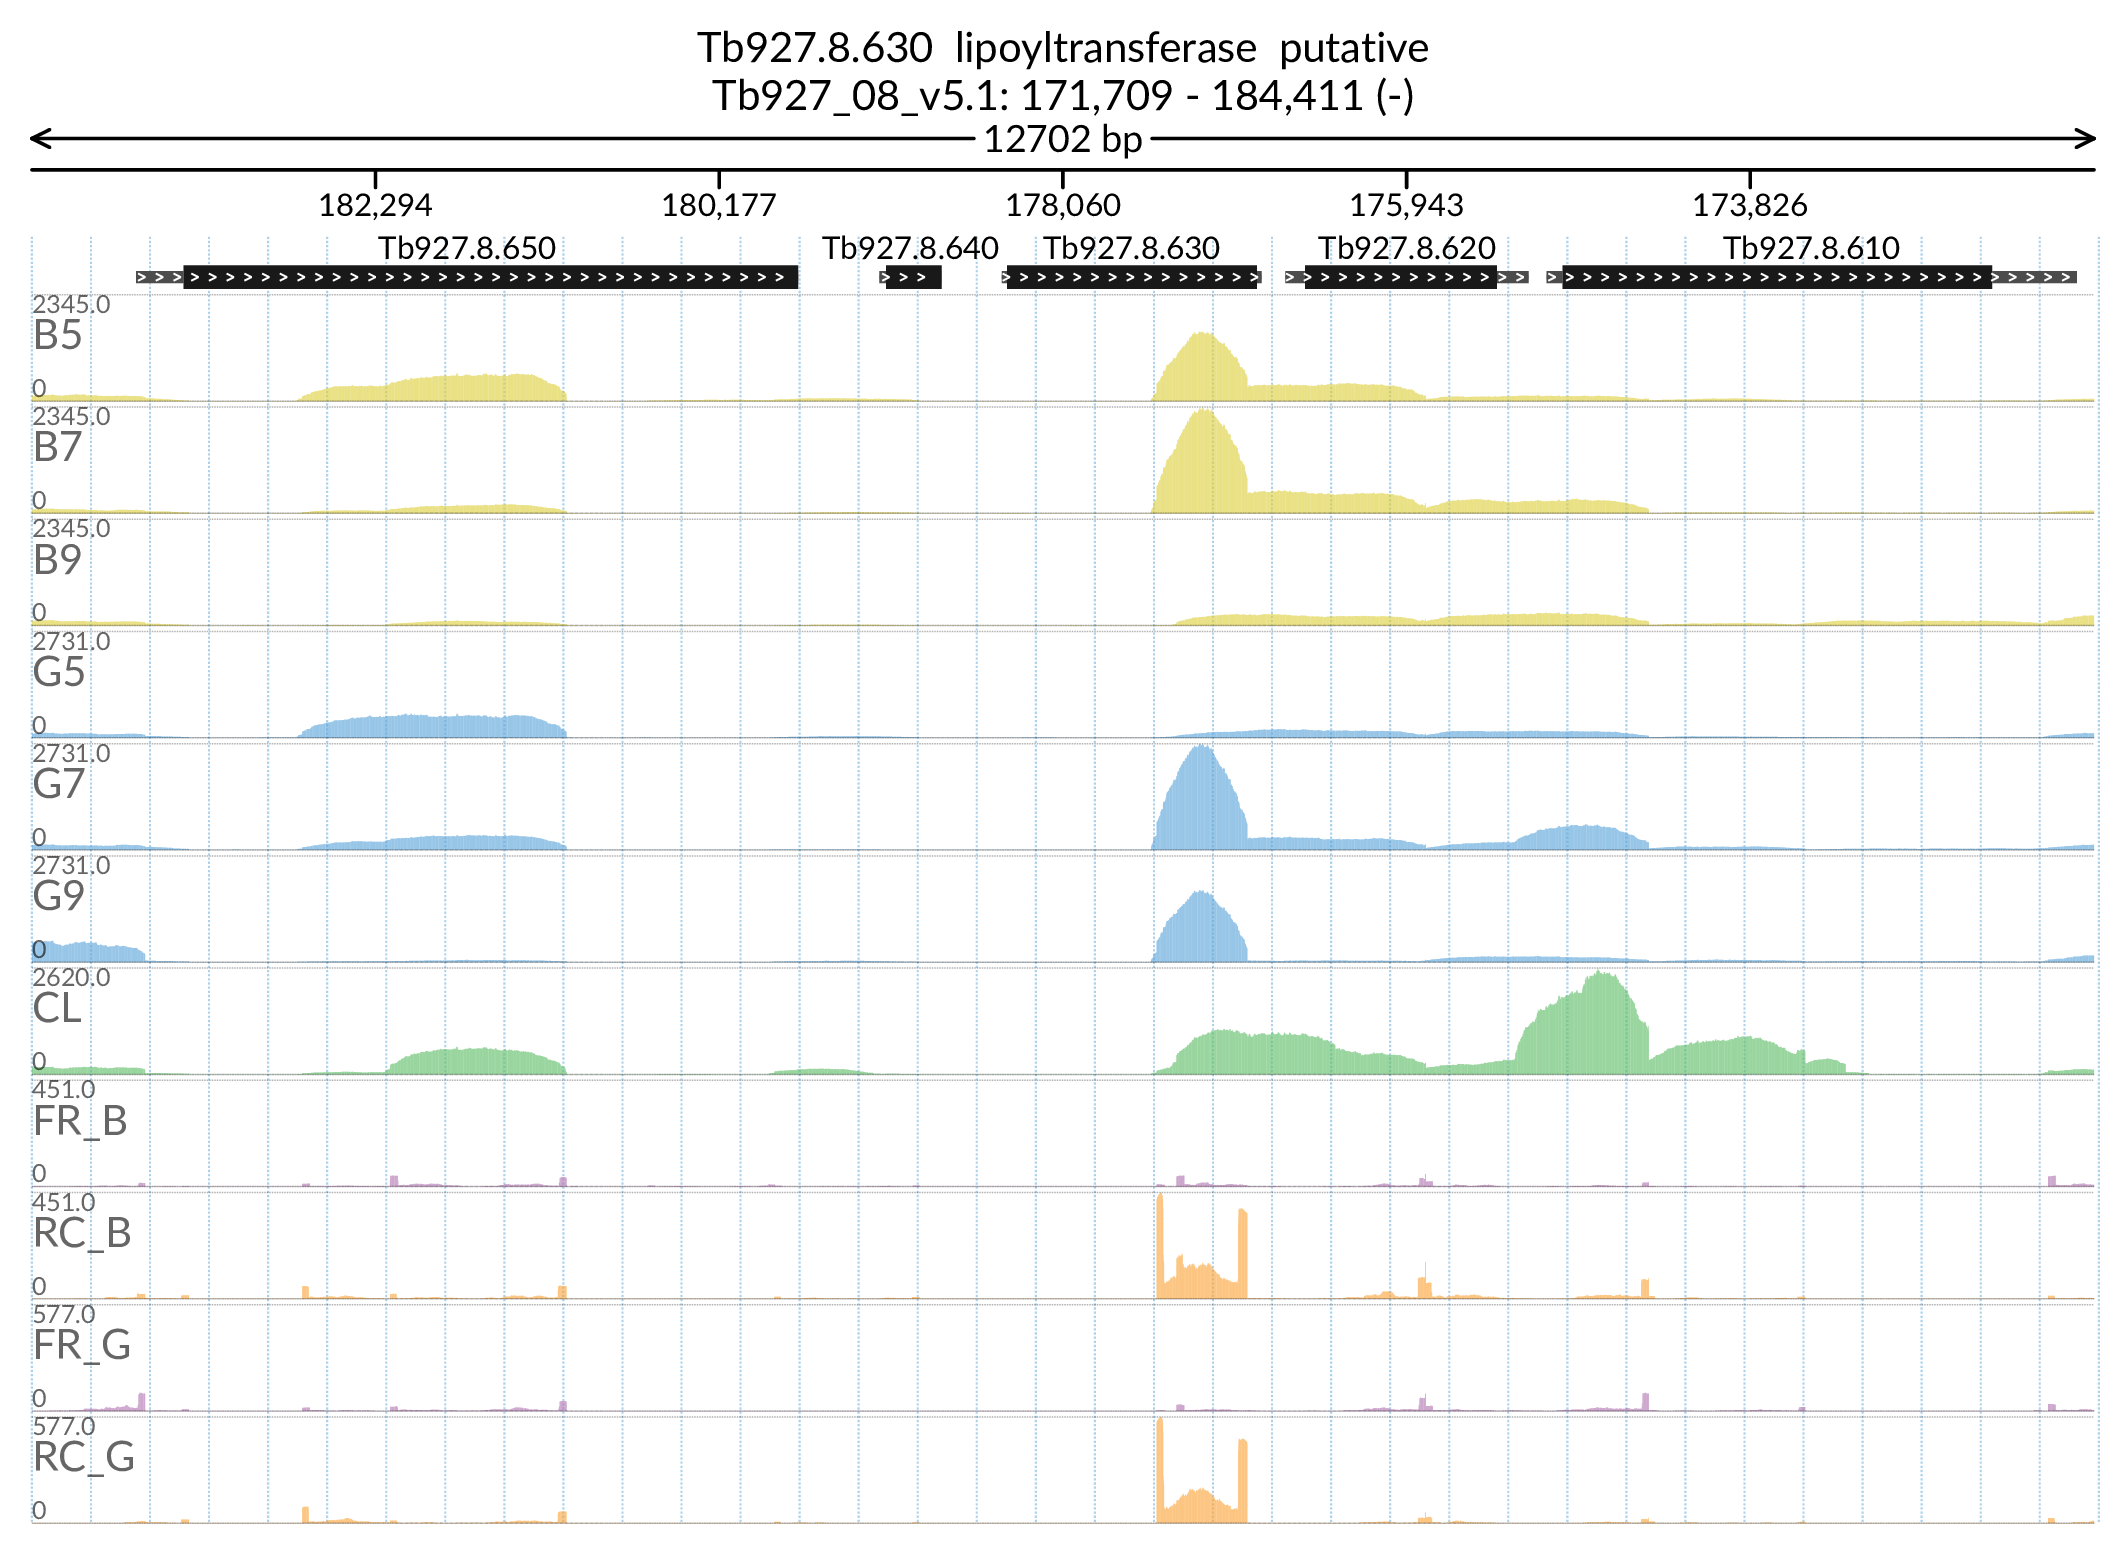 Tb927.8.630 lipoyltransferase putative
Tb927_08_v5.1: 171,709 - 184,411 (-)
12702 bp
182,294 180,177 178,060 175,943 173,826
Tb927.8.650 Tb927.8.640 Tb927.8.630 Tb927.8.620 Tb927.8.610
2345.0
B5
0
2345.0
B7
0
2345.0
B9
0
2731.0
G5
0
2731.0
G7
0
2731.0
G9
0
2620.0
CL
0
451.0
FR_B
0
451.0
RC_B
0
577.0
FR_G
0
577.0
RC_G
0